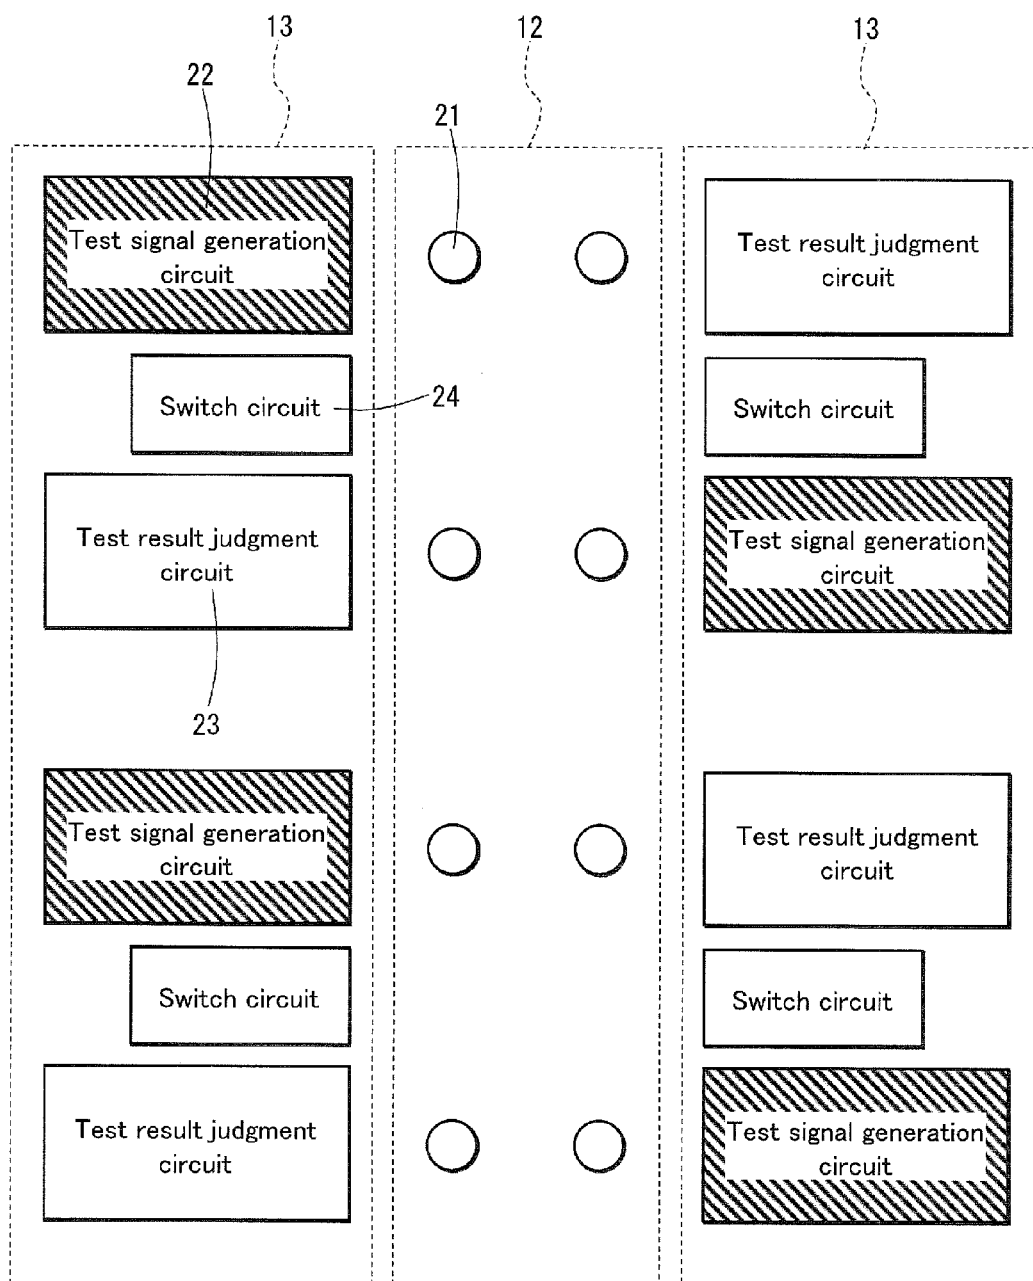 13
12
13
22
21
Test signal generation
circuit
Test result judgment
circuit
Switch circuit
24
Switch circuit
Test result judgment
circuit
Test signal generation
circuit
23
Test signal generation
circuit
Test result judgment
circuit
Switch circuit
Switch circuit
Test result judgment
circuit
Test signal generation
circuit